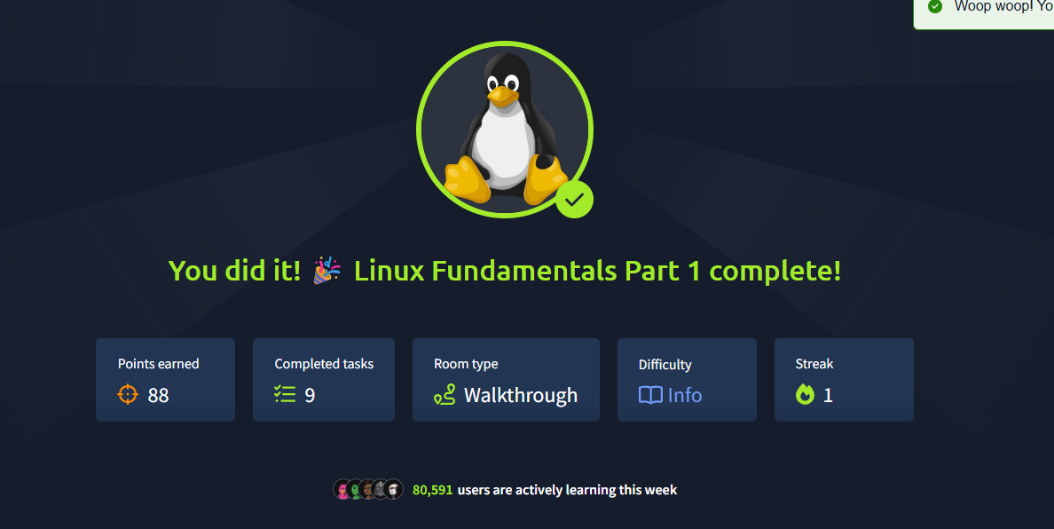 Woop woop! Yo
You did it! 🎉 Linux Fundamentals Part 1 complete!
Points earned
88
Completed tasks
9
Room type
Walkthrough
Difficulty
Info
Streak
1
80,591 users are actively learning this week